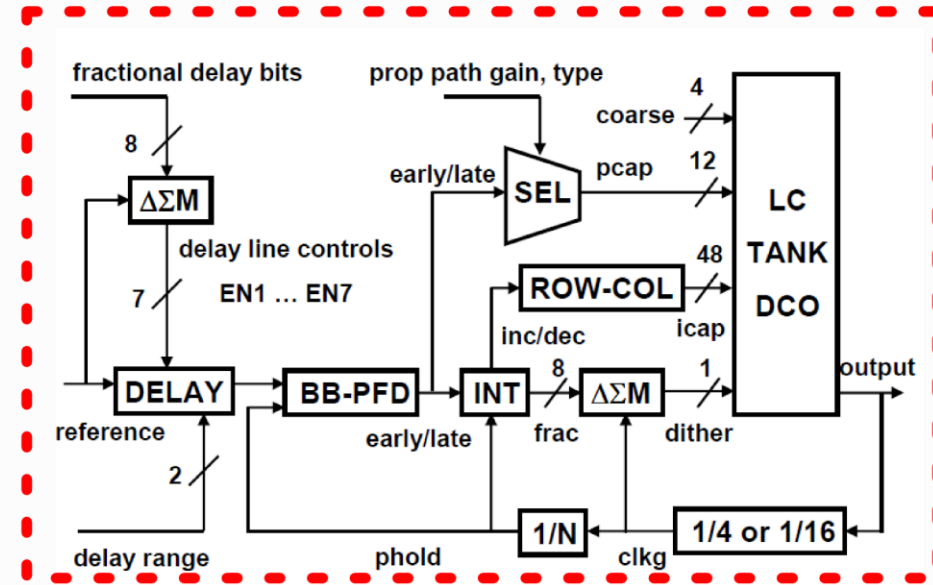 fractional delay bits
prop path gain, type
4
coarse
8
early/late
pcap
12
SEL
LC
TANK
DCO
ΔΣM
delay line controls
EN1 ... EN7
7
48
ROW-COL
icap
inc/dec
8
1
output
DELAY
BB-PFD
INT
ΔΣM
reference
early/late
frac
dither
2
1/N
1/4 or 1/16
delay range
phold
clkg